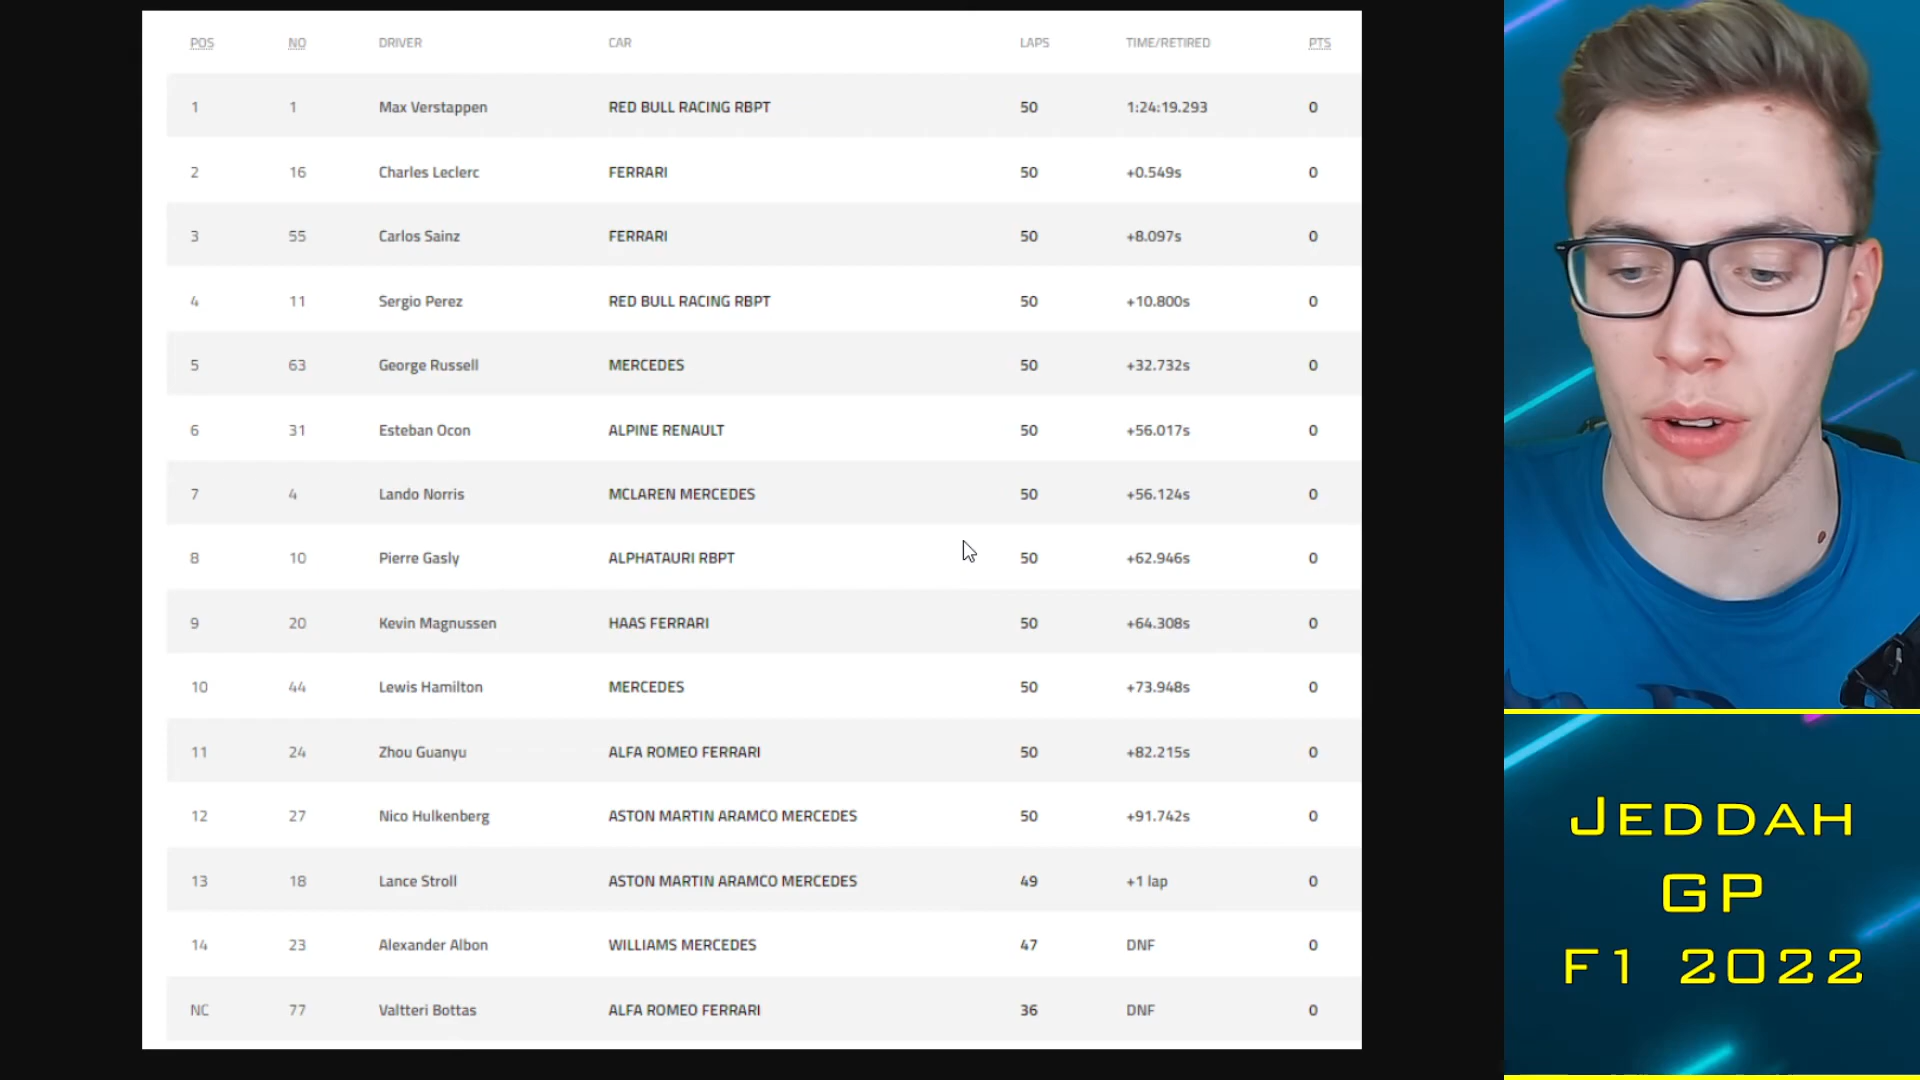 POS NO DRIVER CAR LAPS TIME/RETIRED PTS
1 1 Max Verstappen RED BULL RACING RBPT 50 1:24:19.293 0
2 16 Charles Leclerc FERRARI 50 +0.549s 0
3 55 Carlos Sainz FERRARI 50 +8.097s 0
4 11 Sergio Perez RED BULL RACING RBPT 50 +10.800s 0
5 63 George Russell MERCEDES 50 +32.732s 0
6 31 Esteban Ocon ALPINE RENAULT 50 +56.017s 0
7 4 Lando Norris MCLAREN MERCEDES 50 +56.124s 0
8 10 Pierre Gasly ALPHATAURI RBPT 50 +62.946s 0
9 20 Kevin Magnussen HAAS FERRARI 50 +64.308s 0
10 44 Lewis Hamilton MERCEDES 50 +73.948s 0
11 24 Zhou Guanyu ALFA ROMEO FERRARI 50 +82.215s 0
12 27 Nico Hulkenberg ASTON MARTIN ARAMCO MERCEDES 50 +91.742s 0
13 18 Lance Stroll ASTON MARTIN ARAMCO MERCEDES 49 +1 lap 0
14 23 Alexander Albon WILLIAMS MERCEDES 47 DNF 0
NC 77 Valtteri Bottas ALFA ROMEO FERRARI 36 DNF 0
JEDDAH
GP
F1 2022